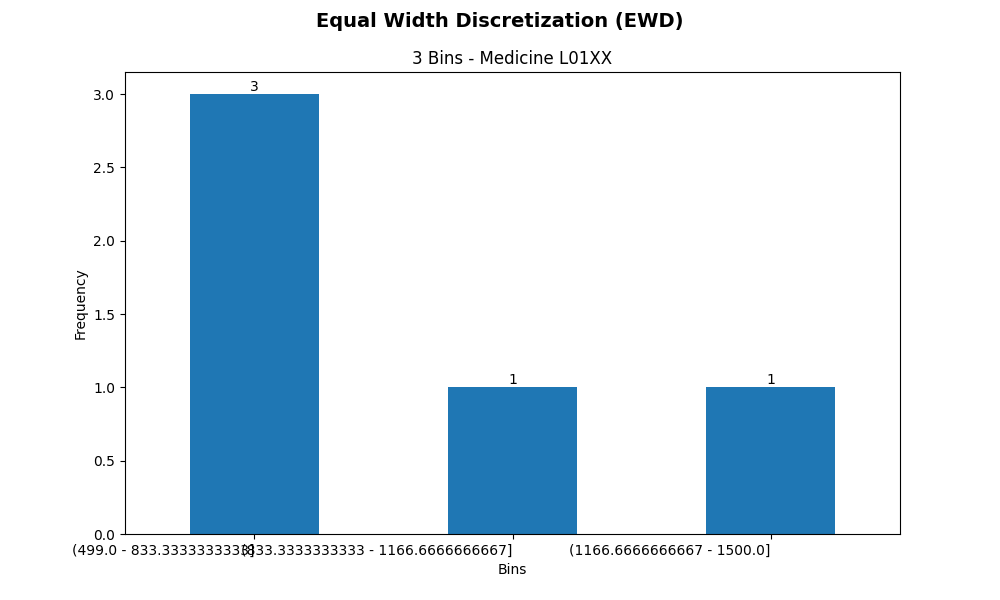 Equal Width Discretization (EWD)
3 Bins - Medicine L01XX
3.0
2.5
2.0
1.5
1.0
0.5
0.0
Frequency
3
1
1
(499.0 - 833.3333333333]
(833.3333333333 - 1166.6666666667]
(1166.6666666667 - 1500.0]
Bins